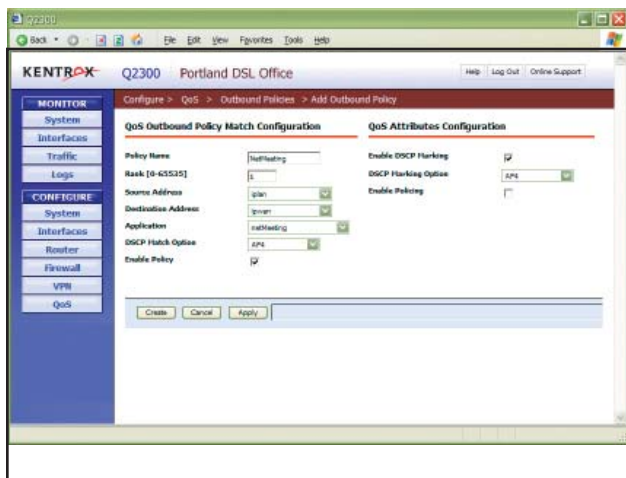 Q2300
Back File Edit View Favorites Tools Help
KENTROX Q2300 Portland DSL Office Help Log Out Online Support
MONITOR
System
Interfaces
Traffic
Logs
CONFIGURE
System
Interfaces
Router
Firewall
VPN
QoS
Configure > QoS > Outbound Policies > Add Outbound Policy
QoS Outbound Policy Match Configuration
Policy Name NetMeeting
Rank [0-65535]
Source Address iplan
Destination Address ipwan
Application netMeeting
DSCP Match Option AF4
Enable Policy
QoS Attributes Configuration
Enable DSCP Marking
DSCP Marking Option AF4
Enable Policing
Create Cancel Apply